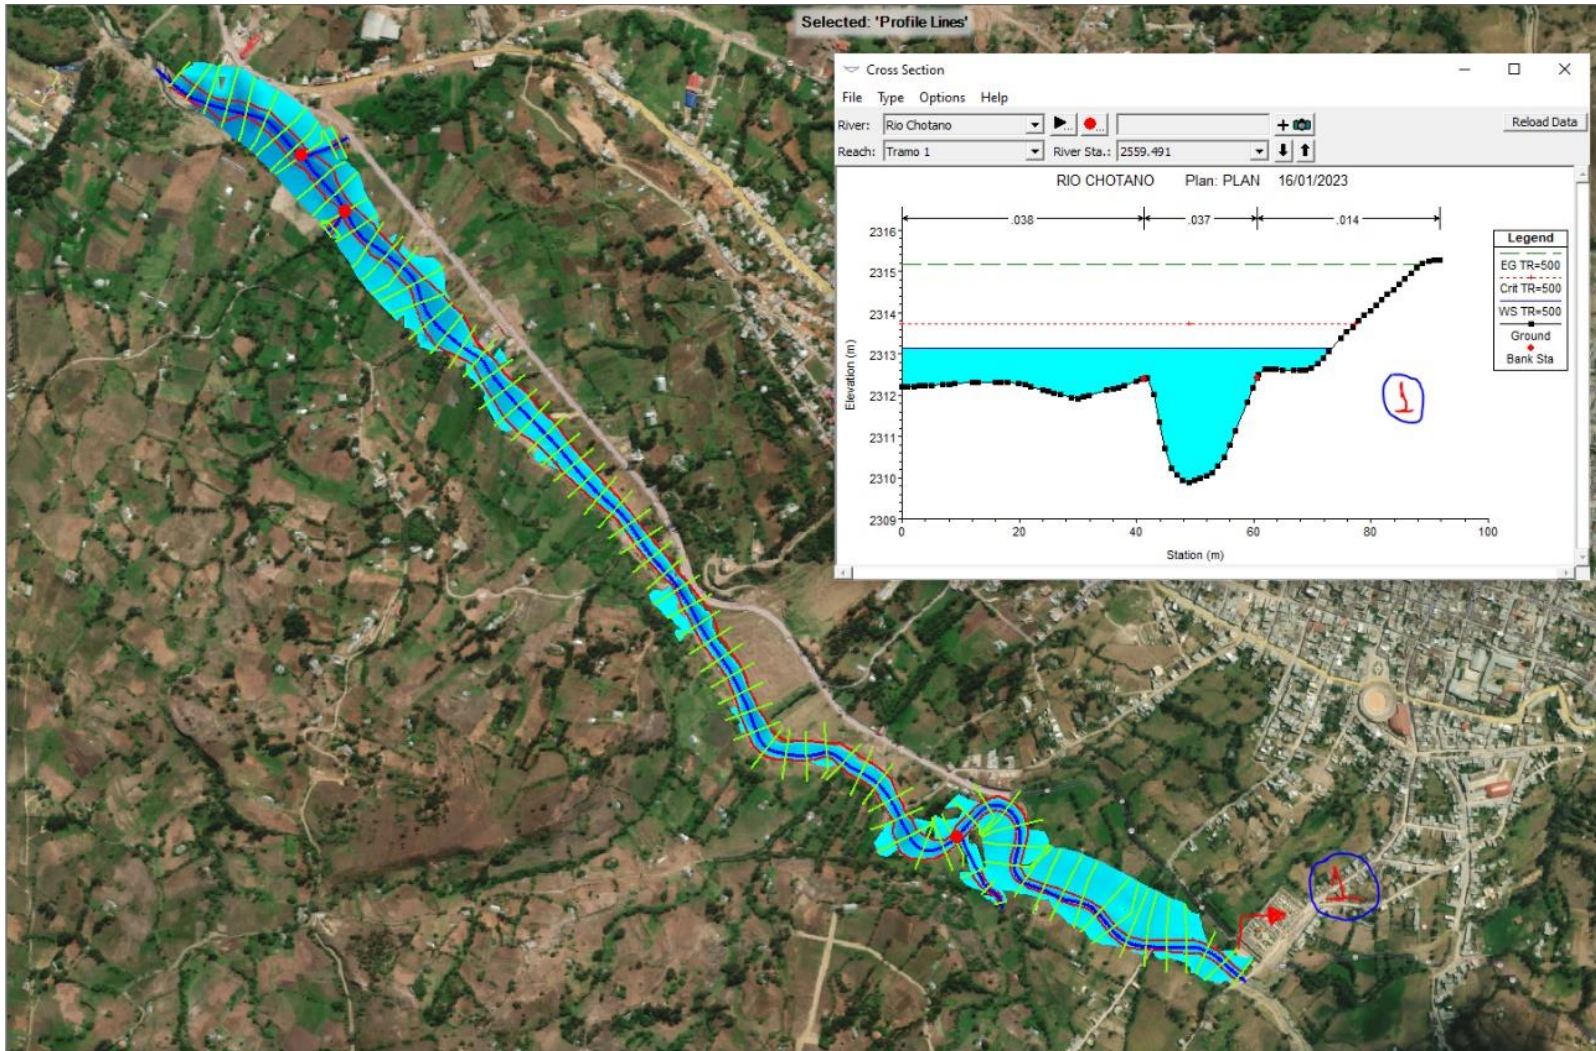 Selected: 'Profile Lines'
Cross Section
File Type Options Help
River: Rio Chotano Reload Data
Reach: Tramo 1 River Sta.: 2559.491
RIO CHOTANO Plan: PLAN 16/01/2023
.038 .037 .014
2316
2315
2314
2313
2312
2311
2310
2309
Elevation (m)
0 20 40 60 80 100
Station (m)
Legend
EG TR=500
Crit TR=500
WS TR=500
Ground
Bank Sta
1
1